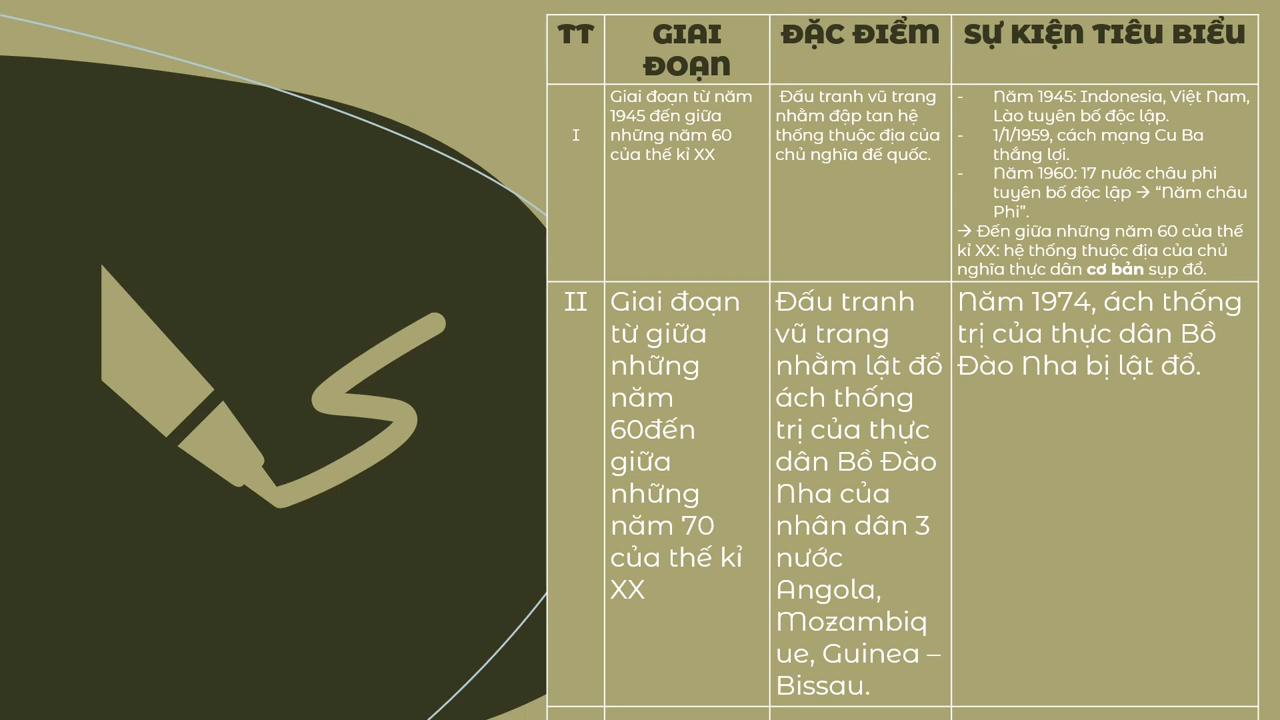 TT
GIAI
ĐOẠN
ĐẶC ĐIỂM
SỰ KIỆN TIÊU BIỂU
I
Giai đoạn từ năm
1945 đến giữa
những năm 60
của thế kỉ XX
Đấu tranh vũ trang
nhằm đập tan hệ
thống thuộc địa của
chủ nghĩa đế quốc.
- Năm 1945: Indonesia, Việt Nam,
Lào tuyên bố độc lập.
- 1/1/1959, cách mạng Cu Ba
thắng lợi.
- Năm 1960: 17 nước châu phi
tuyên bố độc lập → “Năm châu
Phi”.
→ Đến giữa những năm 60 của thế
kỉ XX: hệ thống thuộc địa của chủ
nghĩa thực dân cơ bản sụp đổ.
II
Giai đoạn
từ giữa
những
năm
60đến
giữa
những
năm 70
của thế kỉ
XX
Đấu tranh
vũ trang
nhằm lật đổ
ách thống
trị của thực
dân Bồ Đào
Nha của
nhân dân 3
nước
Angola,
Mozambiq
ue, Guinea –
Bissau.
Năm 1974, ách thống
trị của thực dân Bồ
Đào Nha bị lật đổ.